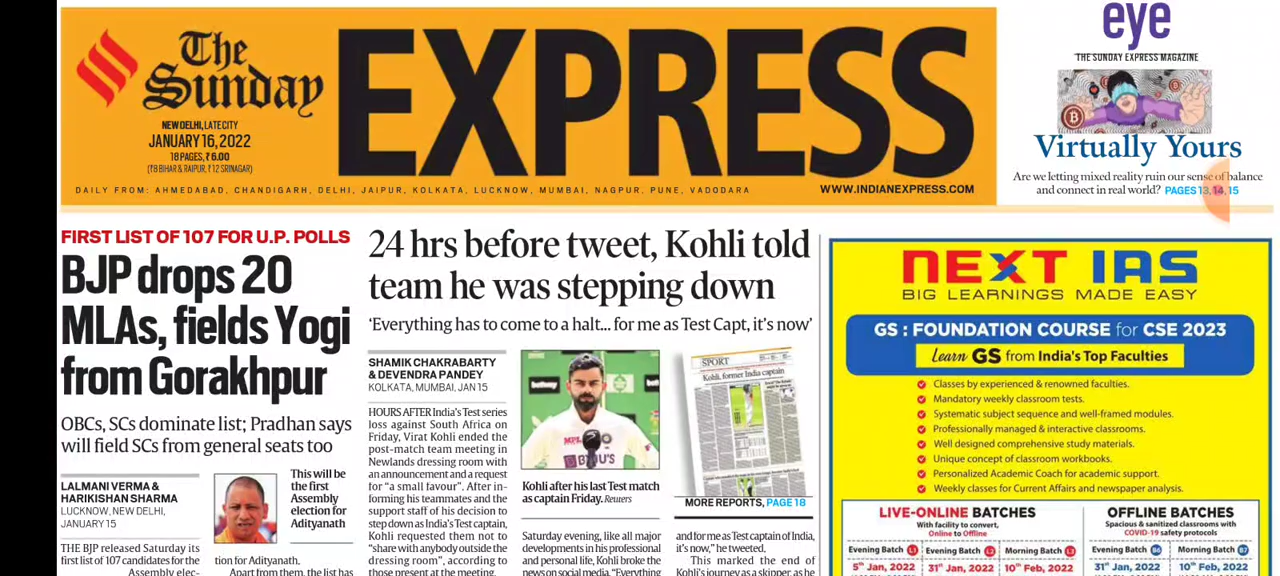 The
Sunday
EXPRESS
NEW DELHI, LATE CITY
JANUARY 16, 2022
18 PAGES, ₹ 6.00
(₹8 BIHAR & RAIPUR, ₹ 12 SRINAGAR)
DAILY FROM: AHMEDABAD, CHANDIGARH, DELHI, JAIPUR, KOLKATA, LUCKNOW, MUMBAI, NAGPUR, PUNE, VADODARA
WWW.INDIANEXPRESS.COM
eye
THE SUNDAY EXPRESS MAGAZINE
Virtually Yours
Are we letting mixed reality ruin our sense of balance
and connect in real world? PAGES 13, 14, 15
FIRST LIST OF 107 FOR U.P. POLLS
BJP drops 20
MLAs, fields Yogi
from Gorakhpur
OBCs, SCs dominate list; Pradhan says
will field SCs from general seats too
LALMANI VERMA &
HARIKISHAN SHARMA
LUCKNOW, NEW DELHI,
JANUARY 15
THE BJP released Saturday its
first list of 107 candidates for the
Assembly elec-
This will be
the first
Assembly
election for
Adityanath
tion for Adityanath.
Apart from them, the list has
24 hrs before tweet, Kohli told
team he was stepping down
'Everything has to come to a halt... for me as Test Capt, it's now'
SHAMIK CHAKRABARTY
& DEVENDRA PANDEY
KOLKATA, MUMBAI, JAN 15
HOURS AFTER India's Test series
loss against South Africa on
Friday, Virat Kohli ended the
post-match team meeting in
Newlands dressing room with
an announcement and a request
for "a small favour". After in-
forming his teammates and the
support staff of his decision to
step down as India's Test captain,
Kohli requested them not to
"share with anybody outside the
dressing room", according to
those present at the meeting.
betway
MPL
BYJU'S
Kohli after his last Test match
as captain Friday. Reuters
Saturday evening, like all major
developments in his professional
and personal life, Kohli broke the
news on social media. "Everything
SPORT
Kohli, former India captain
MORE REPORTS, PAGE 18
and for me as Test captain of India,
it's now," he tweeted.
This marked the end of
Kohli's journey as a skipper, as he
NEXT IAS
BIG LEARNINGS MADE EASY
GS : FOUNDATION COURSE for CSE 2023
Learn GS from India's Top Faculties
Classes by experienced & renowned faculties.
Mandatory weekly classroom tests.
Systematic subject sequence and well-framed modules.
Professionally managed & interactive classrooms.
Well designed comprehensive study materials.
Unique concept of classroom workbooks.
Personalized Academic Coach for academic support.
Weekly classes for Current Affairs and newspaper analysis.
LIVE-ONLINE BATCHES
With facility to convert,
Online to Offline
Evening Batch L1
5th Jan, 2022
Evening Batch L2
31st Jan, 2022
Morning Batch L3
10th Feb, 2022
OFFLINE BATCHES
Spacious & sanitized classrooms with
COVID-19 safety protocols
Evening Batch B6
31st Jan, 2022
Morning Batch B7
10th Feb, 2022